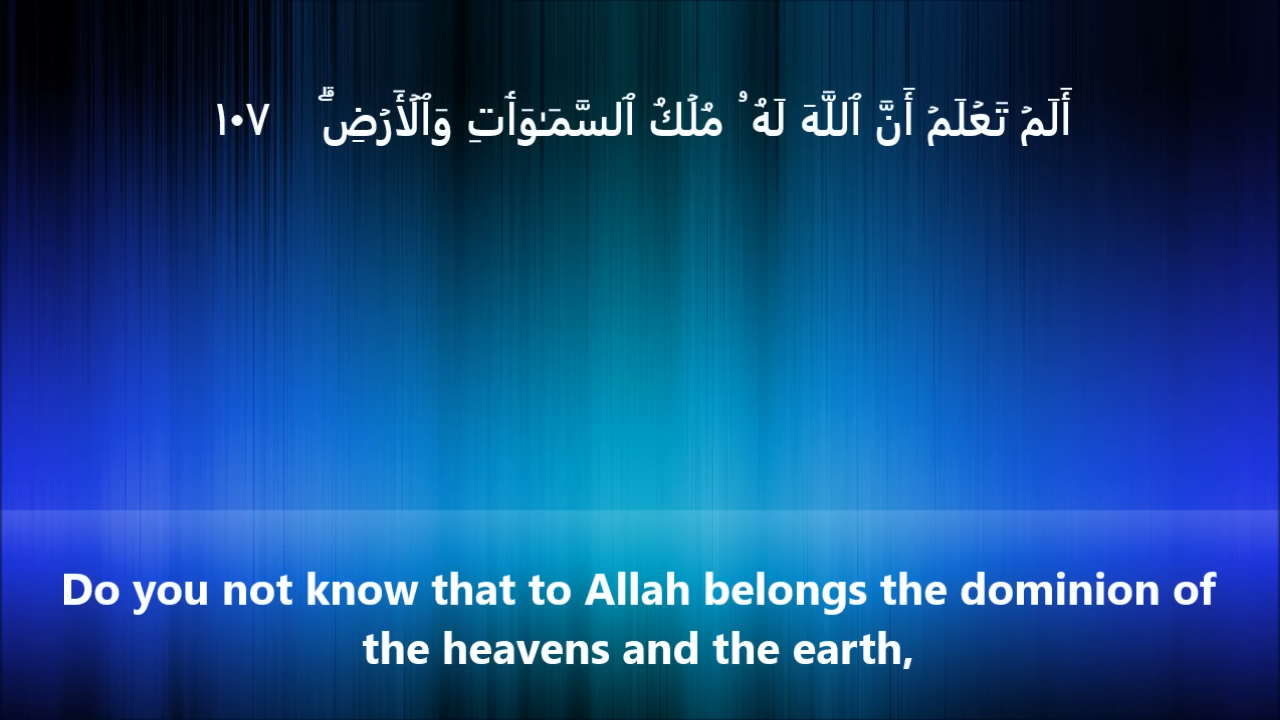 أَلَمۡ تَعۡلَمۡ أَنَّ ٱللَّهَ لَهُۥ مُلۡكُ ٱلسَّمَـٰوَٲتِ وَٱلۡأَرۡضِۗ ١٠٧
Do you not know that to Allah belongs the dominion of
the heavens and the earth,